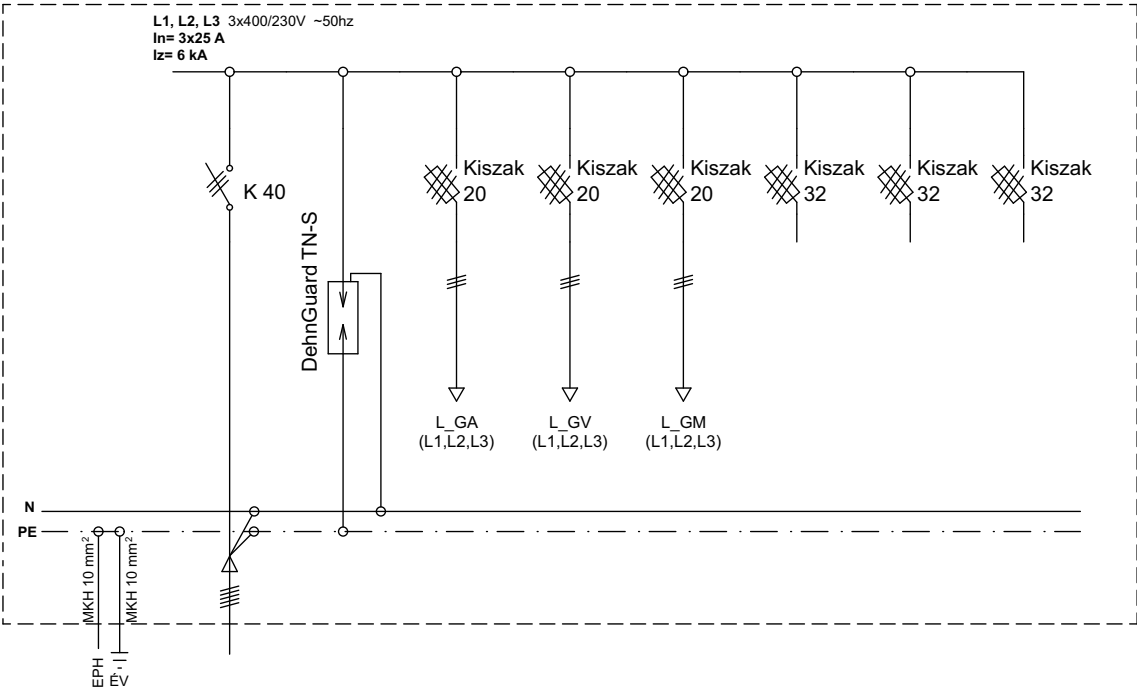 L1, L2, L3 3x400/230V ~50hz
In= 3x25 A
Iz= 6 kA
K 40
DehnGuard TN-S
Kiszak
20
Kiszak
20
Kiszak
20
Kiszak
32
Kiszak
32
Kiszak
32
L_GA
(L1,L2,L3)
L_GV
(L1,L2,L3)
L_GM
(L1,L2,L3)
N
PE
MKH 10 mm²
MKH 10 mm²
EPH
ÉV